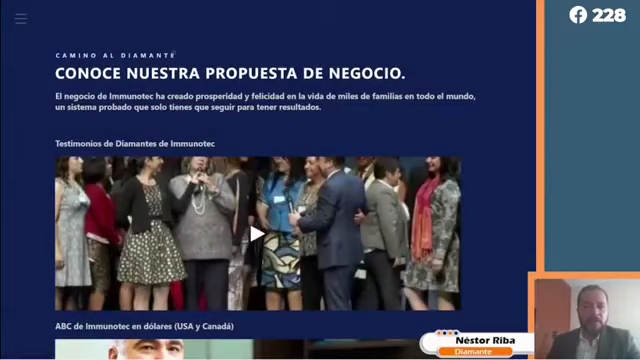 228
CAMINO AL DIAMANTE
CONOCE NUESTRA PROPUESTA DE NEGOCIO.
El negocio de Immunotec ha creado prosperidad y felicidad en la vida de miles de familias en todo el mundo,
un sistema probado que solo tienes que seguir para tener resultados.
Testimonios de Diamantes de Immunotec
ABC de Immunotec en dólares (USA y Canadá)
Néstor Riba
Diamante